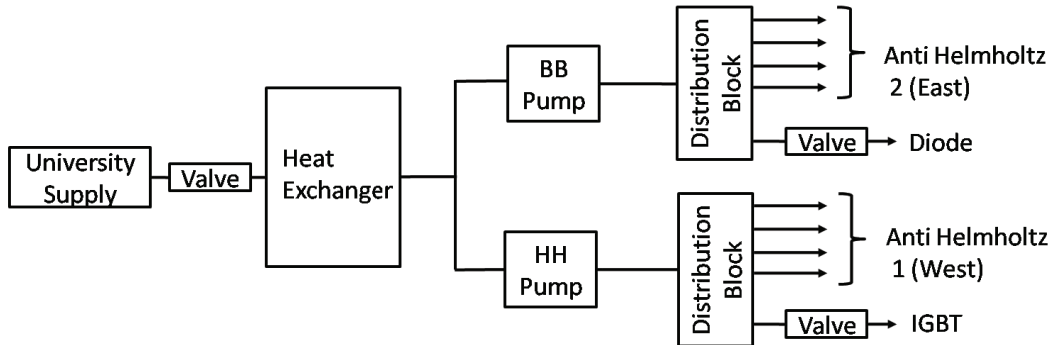 University
Supply
Valve
Heat
Exchanger
BB
Pump
Distribution
Block
Anti Helmholtz
2 (East)
Valve
Diode
HH
Pump
Distribution
Block
Anti Helmholtz
1 (West)
Valve
IGBT